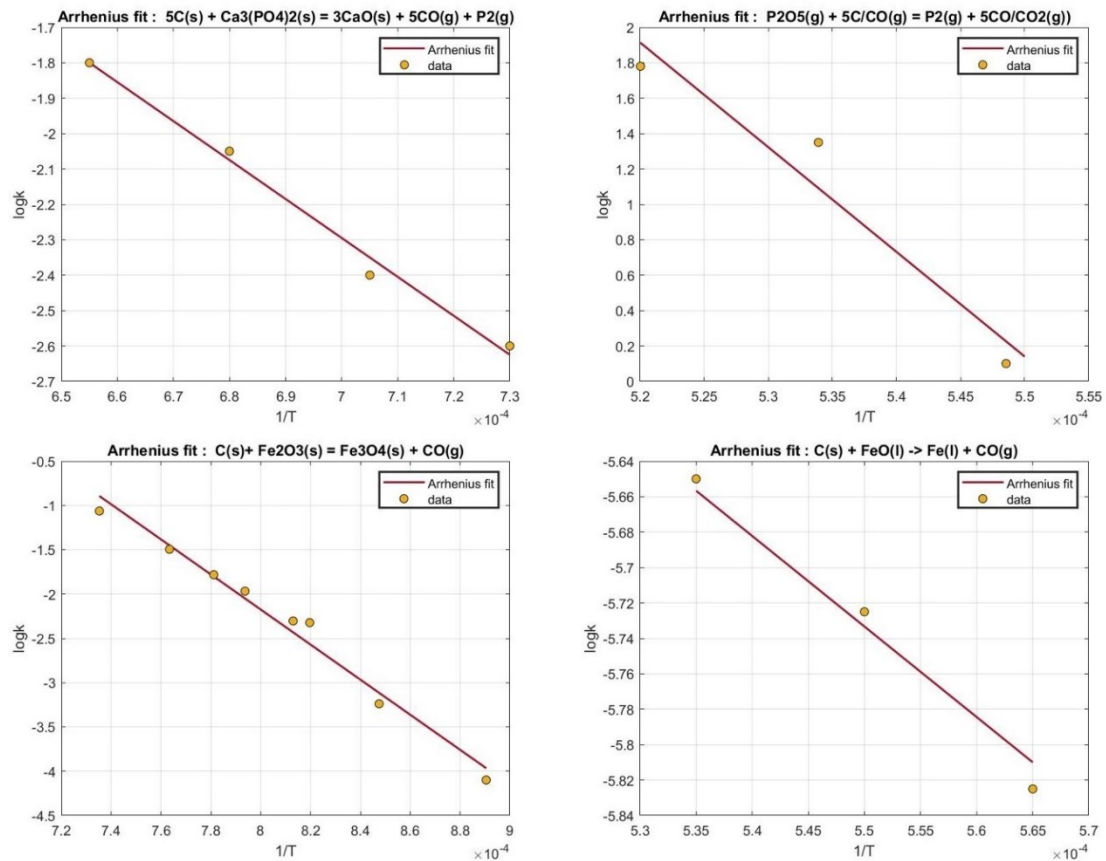 Arrhenius fit : 5C(s) + Ca3(PO4)2(s) = 3CaO(s) + 5CO(g) + P2(g)
-1.7
-1.8
-1.9
-2
-2.1
-2.2
-2.3
-2.4
-2.5
-2.6
-2.7
logk
Arrhenius fit
data
6.5 6.6 6.7 6.8 6.9 7 7.1 7.2 7.3
1/T
×10-4
Arrhenius fit : P2O5(g) + 5C/CO(g) = P2(g) + 5CO/CO2(g))
2
1.8
1.6
1.4
1.2
1
0.8
0.6
0.4
0.2
0
logk
Arrhenius fit
data
5.2 5.25 5.3 5.35 5.4 5.45 5.5 5.55
1/T
×10-4
Arrhenius fit : C(s)+ Fe2O3(s) = Fe3O4(s) + CO(g)
-0.5
-1
-1.5
-2
-2.5
-3
-3.5
-4
-4.5
logk
Arrhenius fit
data
7.2 7.4 7.6 7.8 8 8.2 8.4 8.6 8.8 9
1/T
×10-4
Arrhenius fit : C(s) + FeO(l) -> Fe(l) + CO(g)
-5.64
-5.66
-5.68
-5.7
-5.72
-5.74
-5.76
-5.78
-5.8
-5.82
-5.84
logk
Arrhenius fit
data
5.3 5.35 5.4 5.45 5.5 5.55 5.6 5.65 5.7
1/T
×10-4